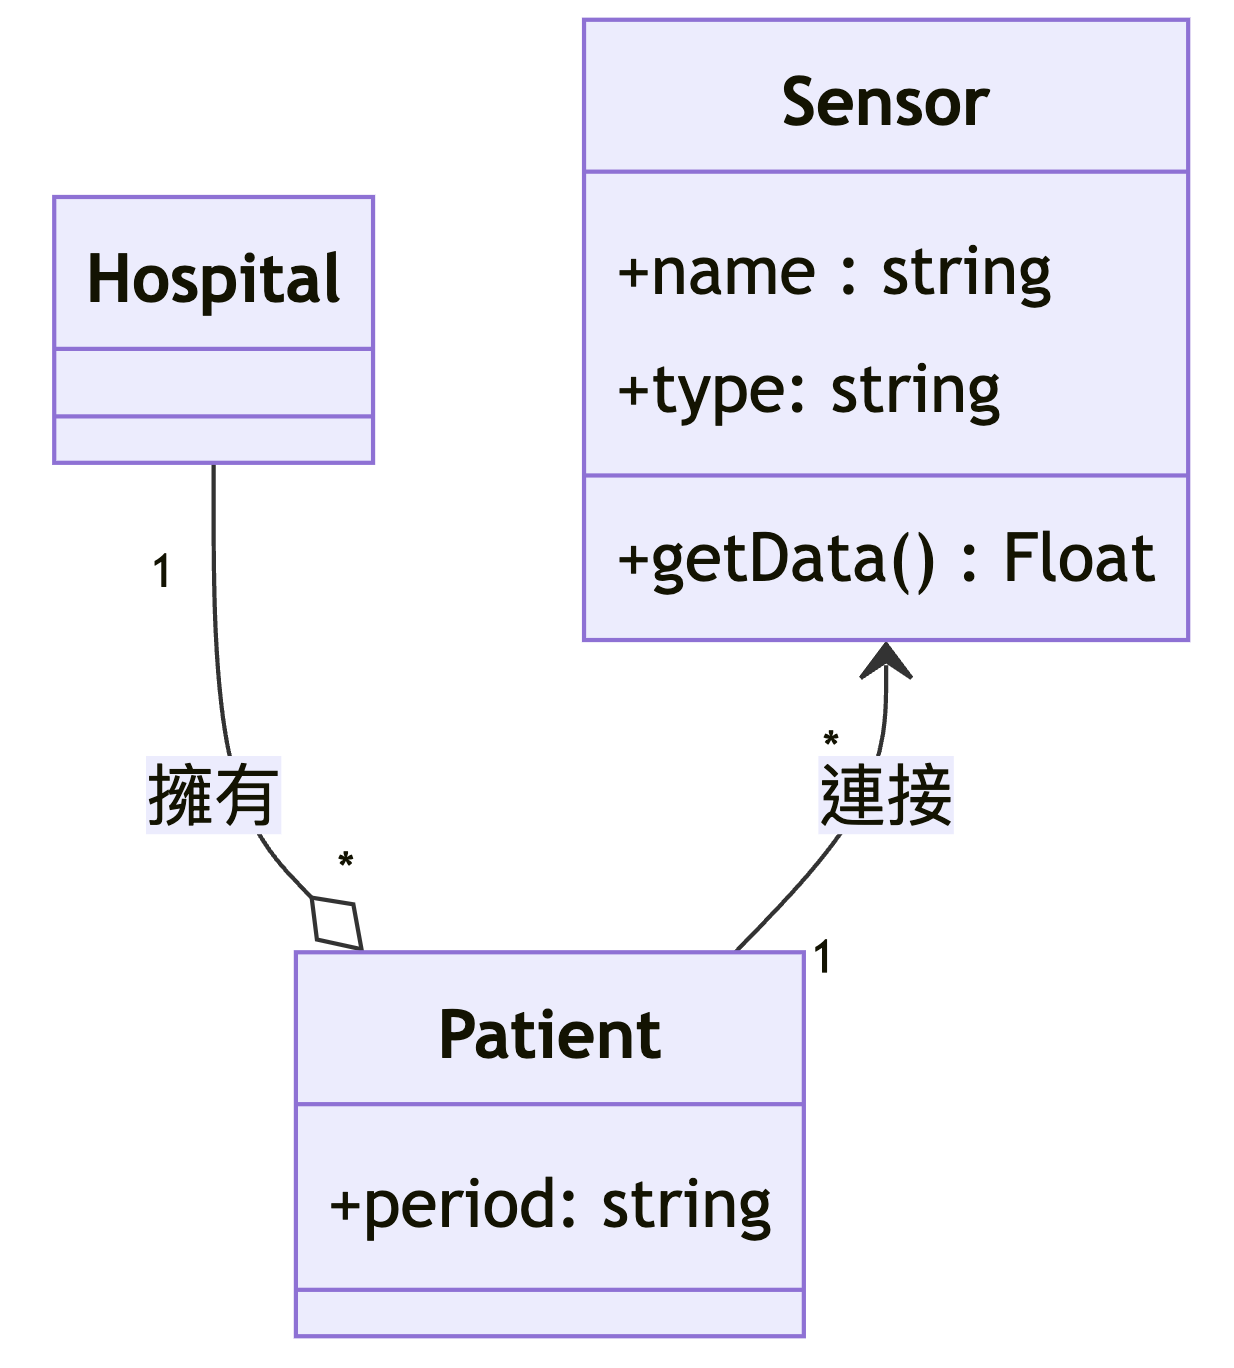 Sensor
+name : string
+type: string
+getData() : Float
Hospital
1
擁有
*
*
連接
1
Patient
+period: string